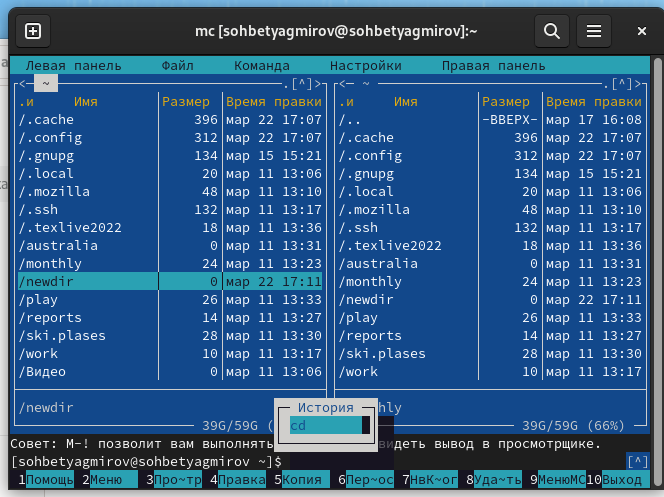 mc [sohbetyagmirov@sohbetyagmirov]:~
Левая панель Файл Команда Настройки Правая панель
<— ~ .[^]> <— ~ .[^]>
.и Имя Размер Время правки .и Имя Размер Время правки
/.cache 396 мар 22 17:07 /.. -ВВЕРХ- мар 17 16:08
/.config 312 мар 22 17:07 /.cache 396 мар 22 17:07
/.gnupg 134 мар 15 15:21 /.config 312 мар 22 17:07
/.local 20 мар 11 13:06 /.gnupg 134 мар 15 15:21
/.mozilla 48 мар 11 13:10 /.local 20 мар 11 13:06
/.ssh 132 мар 11 13:17 /.mozilla 48 мар 11 13:10
/.texlive2022 18 мар 11 13:36 /.ssh 132 мар 11 13:17
/australia 0 мар 11 13:31 /.texlive2022 18 мар 11 13:36
/monthly 24 мар 11 13:23 /australia 0 мар 11 13:31
/newdir 0 мар 22 17:11 /monthly 24 мар 11 13:23
/play 26 мар 11 13:33 /newdir 0 мар 22 17:11
/reports 14 мар 11 13:27 /play 26 мар 11 13:33
/ski.plases 28 мар 11 13:30 /reports 14 мар 11 13:27
/work 10 мар 11 13:17 /ski.plases 28 мар 11 13:30
/Видео 0 мар 11 13:06 /work 10 мар 11 13:17
/newdir hly
39G/59G ( 39G/59G (66%)
История
cd
Совет: M-! позволит вам выполнять видеть вывод в просмотрщике.
[sohbetyagmirov@sohbetyagmirov ~]$ [^]
1Помощь 2Меню 3Про~тр 4Правка 5Копия 6Пер~ос 7НвК~ог 8Уда~ть 9МенюMC 10Выход